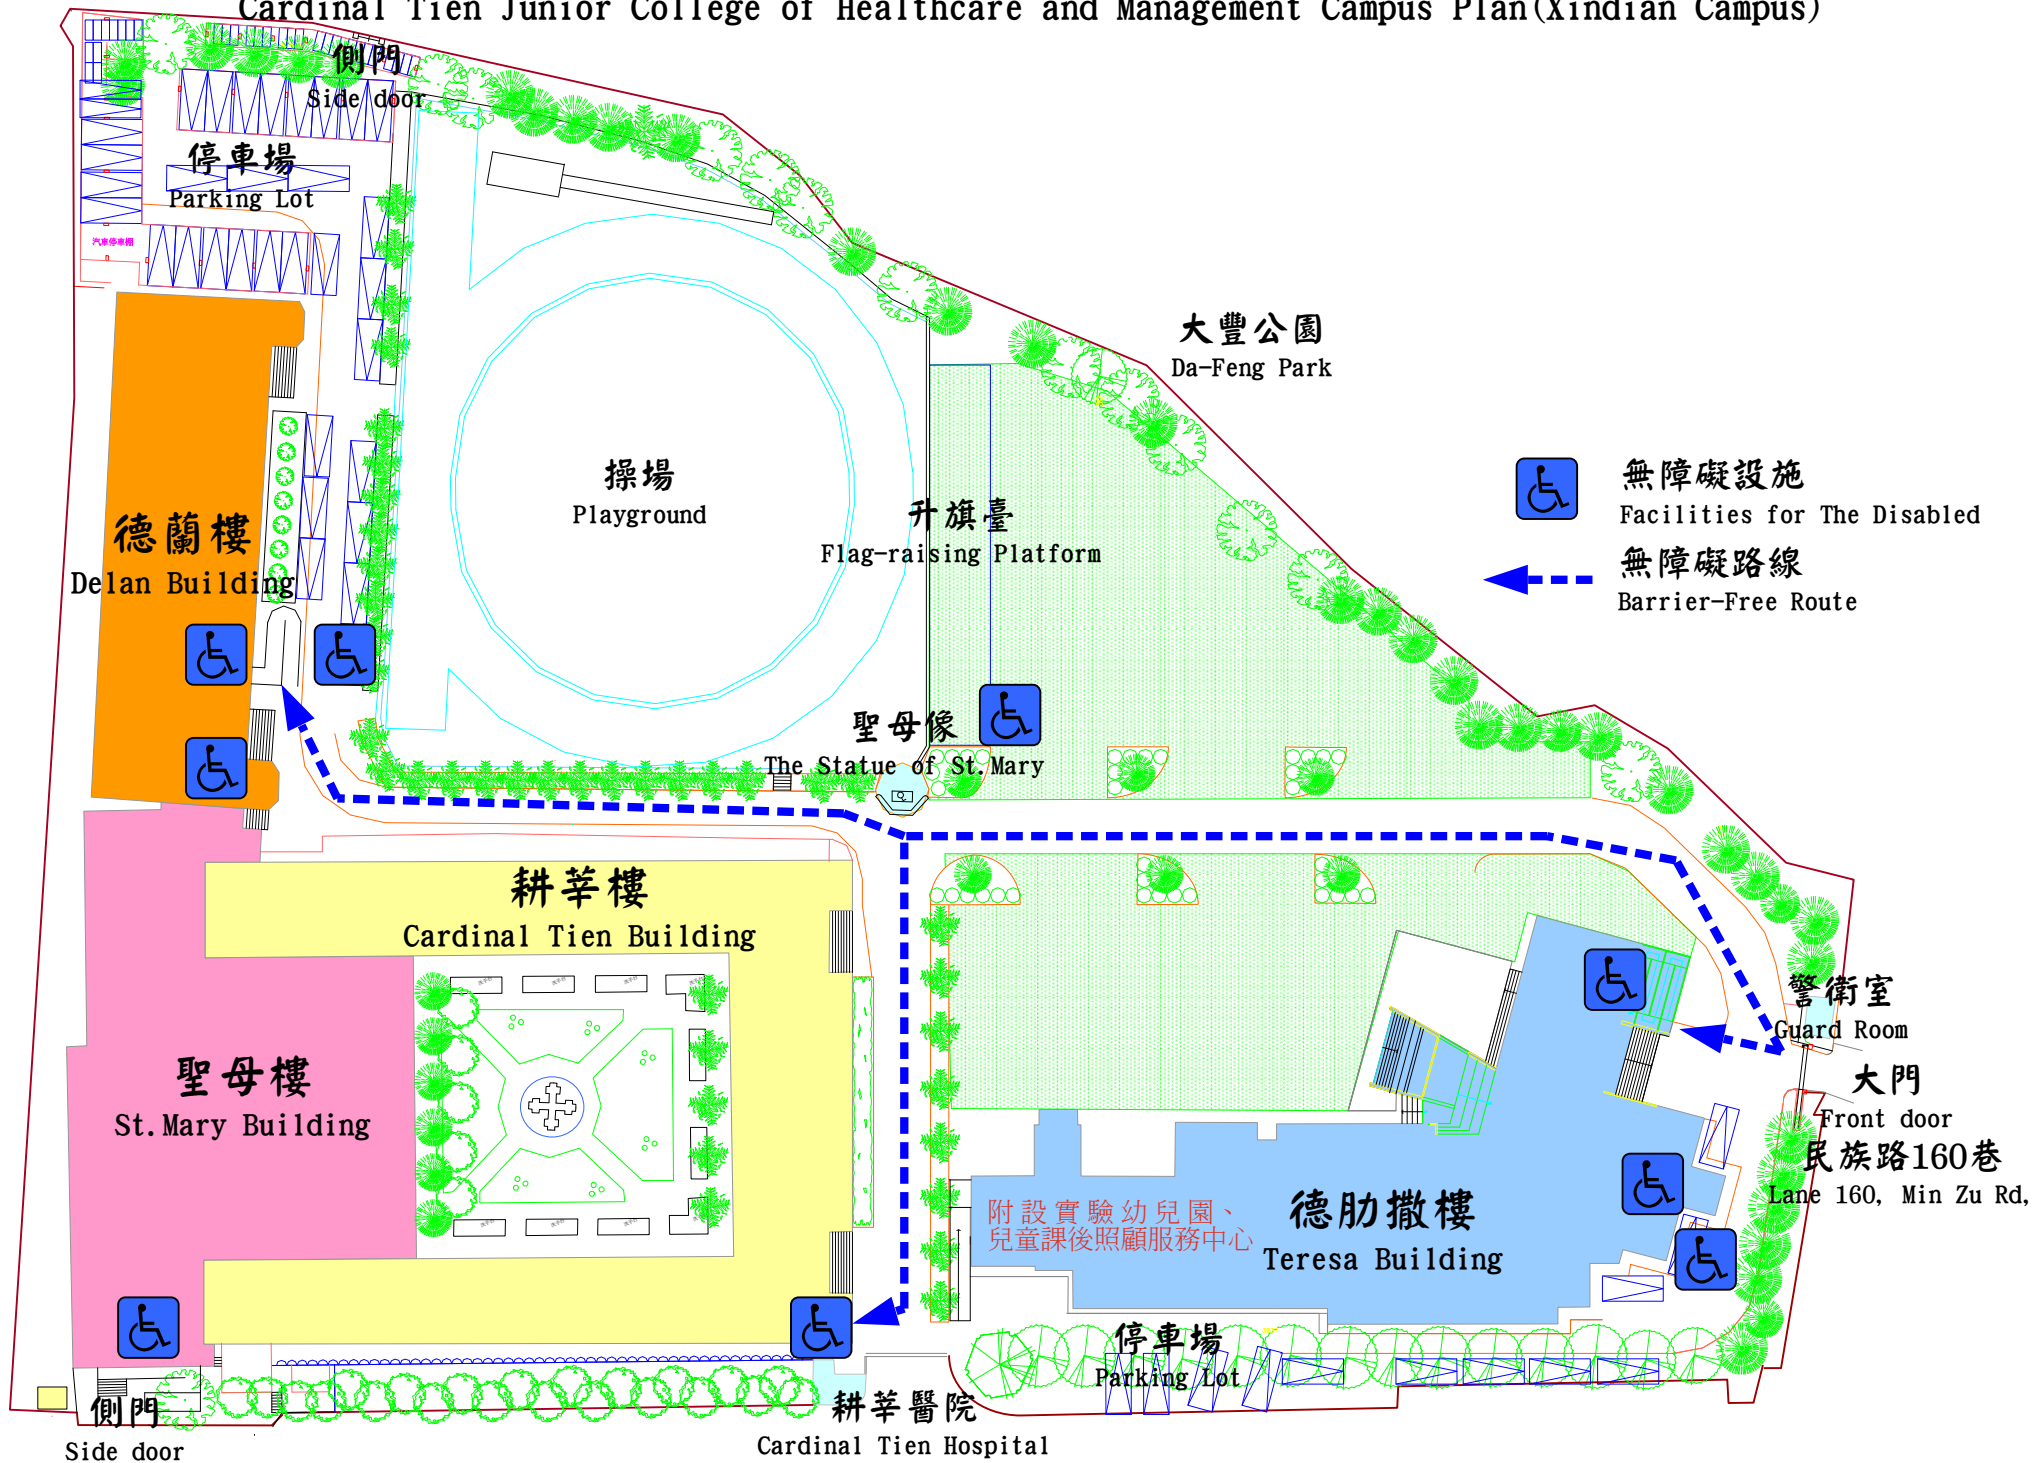 Cardinal Tien Junior College of Healthcare and Management Campus Plan(Xindian Campus)
側門
Side door
停車場
Parking Lot
汽車停車棚
大豐公園
Da-Feng Park
操場
Playground
升旗臺
Flag-raising Platform
無障礙設施
Facilities for The Disabled
無障礙路線
Barrier-Free Route
德蘭樓
Delan Building
聖母像
The Statue of St.Mary
耕莘樓
Cardinal Tien Building
警衛室
Guard Room
大門
Front door
民族路160巷
Lane 160, Min Zu Rd,
聖母樓
St.Mary Building
附設實驗幼兒園、
兒童課後照顧服務中心
德肋撒樓
Teresa Building
停車場
Parking Lot
側門
Side door
耕莘醫院
Cardinal Tien Hospital